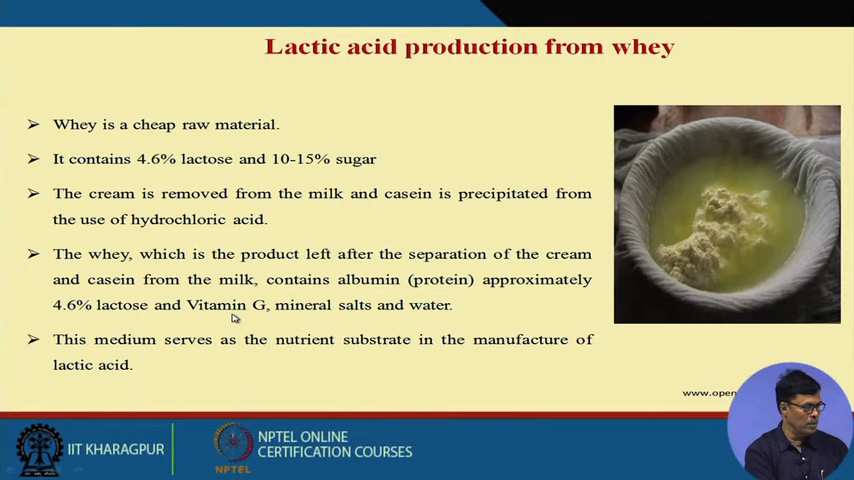 Lactic acid production from whey
➢ Whey is a cheap raw material.
➢ It contains 4.6% lactose and 10-15% sugar
➢ The cream is removed from the milk and casein is precipitated from
the use of hydrochloric acid.
➢ The whey, which is the product left after the separation of the cream
and casein from the milk, contains albumin (protein) approximately
4.6% lactose and Vitamin G, mineral salts and water.
➢ This medium serves as the nutrient substrate in the manufacture of
lactic acid.
www.open
IIT KHARAGPUR
NPTEL
NPTEL ONLINE
CERTIFICATION COURSES